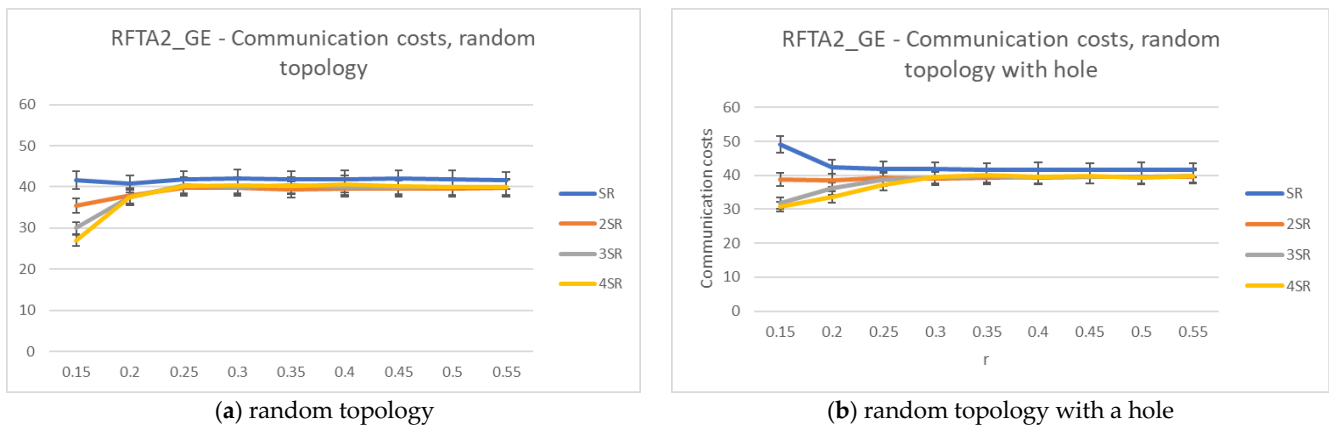 RFTA2_GE - Communication costs, random
topology
60
50
40
30
20
10
0
0.15 0.2 0.25 0.3 0.35 0.4 0.45 0.5 0.55
SR
2SR
3SR
4SR
(a) random topology
RFTA2_GE - Communication costs, random
topology with hole
Communication costs
60
50
40
30
20
10
0
0.15 0.2 0.25 0.3 0.35 0.4 0.45 0.5 0.55
r
SR
2SR
3SR
4SR
(b) random topology with a hole